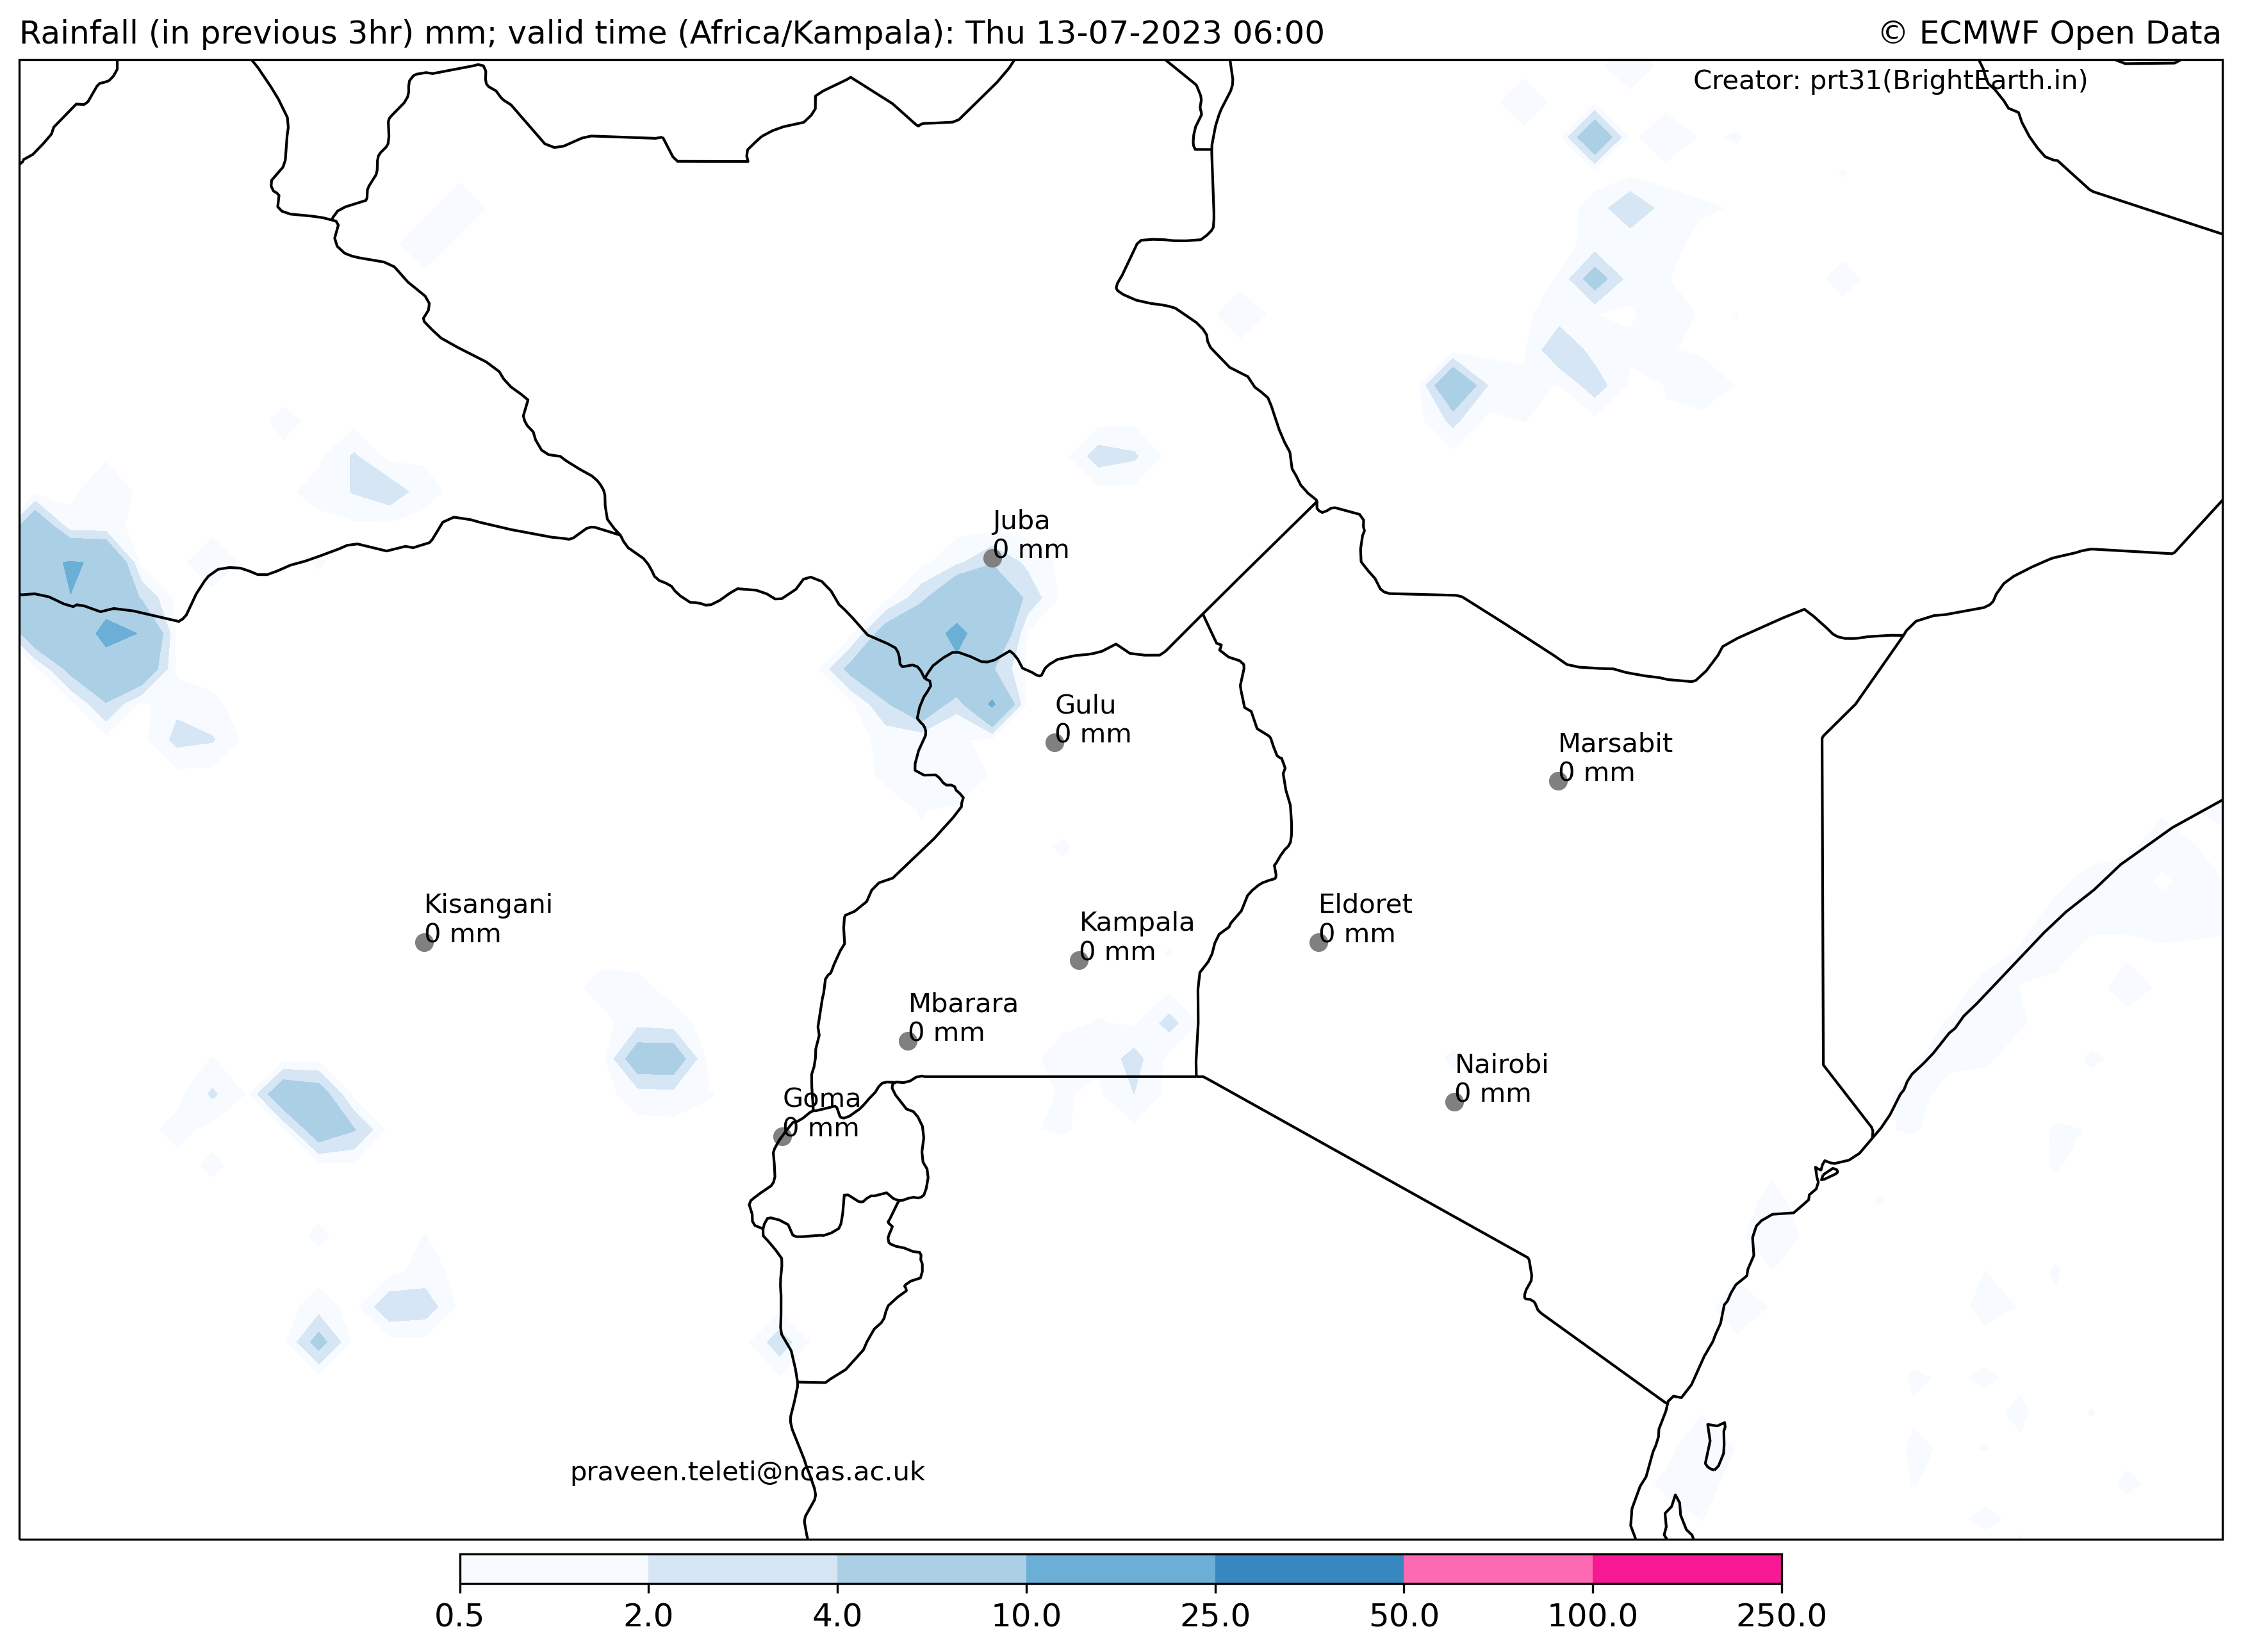 Rainfall (in previous 3hr) mm; valid time (Africa/Kampala): Thu 13-07-2023 06:00
© ECMWF Open Data
Creator: prt31(BrightEarth.in)
Juba
0 mm
Gulu
0 mm
Marsabit
0 mm
Kisangani
0 mm
Eldoret
0 mm
Kampala
0 mm
Mbarara
0 mm
Nairobi
0 mm
Goma
0 mm
praveen.teleti@ncas.ac.uk
0.5 2.0 4.0 10.0 25.0 50.0 100.0 250.0